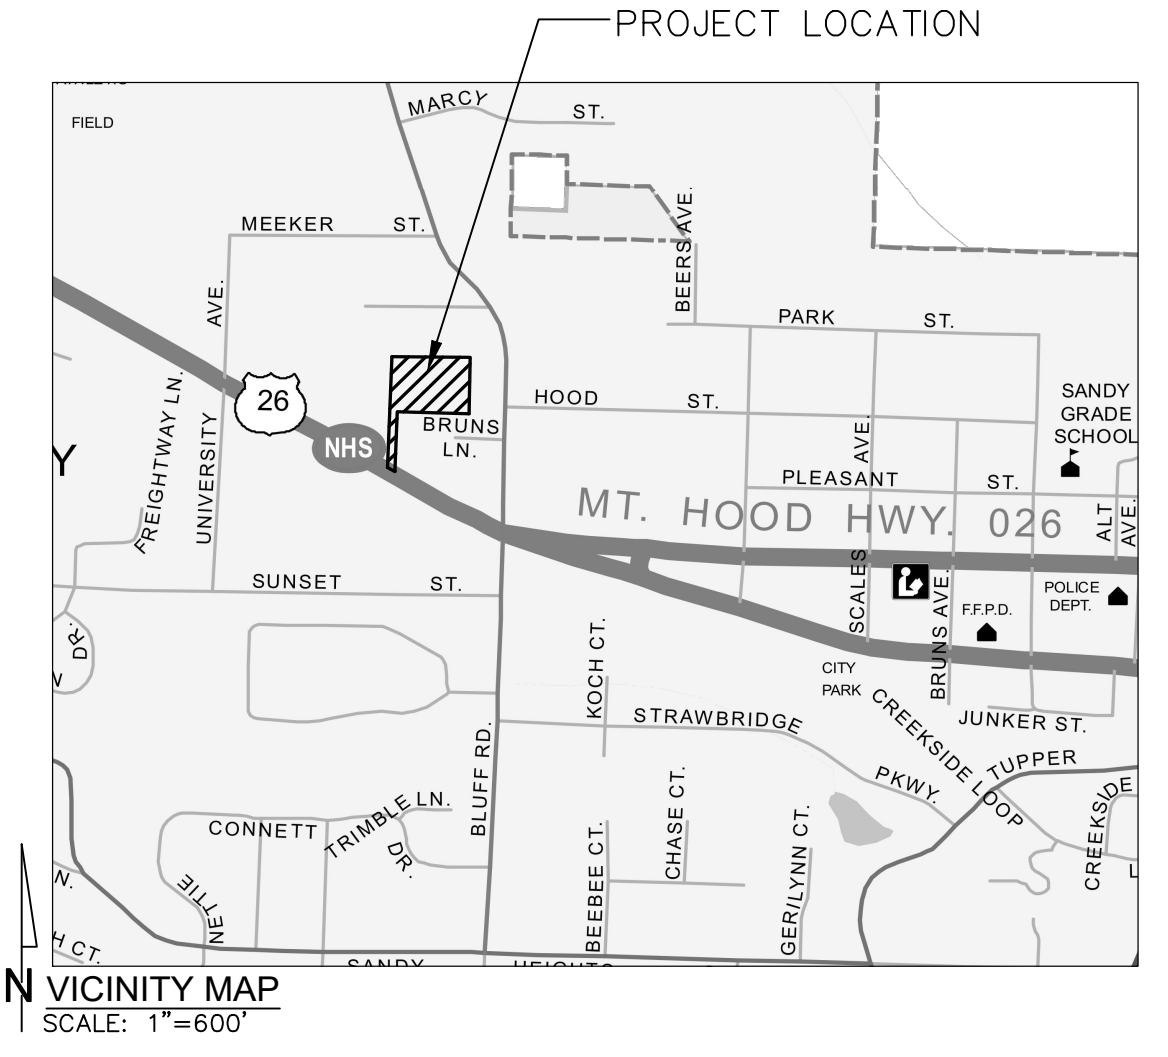 PROJECT LOCATION
FIELD
MARCY ST.
MEEKER ST.
BEERS AVE.
AVE.
PARK ST.
26
FREIGHTWAY LN.
UNIVERSITY
NHS
BRUNS
LN.
HOOD ST.
SANDY
GRADE
SCHOOL
AVE.
PLEASANT ST.
Y
MT. HOOD HWY. 026
ALT
AVE.
SUNSET ST.
SCALES
BRUNS AVE.
F.F.P.D.
POLICE
DEPT.
DR.
KOCH CT.
CITY
PARK
STRAWBRIDGE
PKWY.
CREEKSIDE LOOP
JUNKER ST.
TUPPER
BLUFF RD.
CONNETT
TRIMBLE LN.
DR.
CHASE CT.
BEEBEE CT.
GERILYNN CT.
CREEKSIDE
NETTIE
N.
H CT.
SANDY HEIGHTS
N
VICINITY MAP
SCALE: 1"=600'